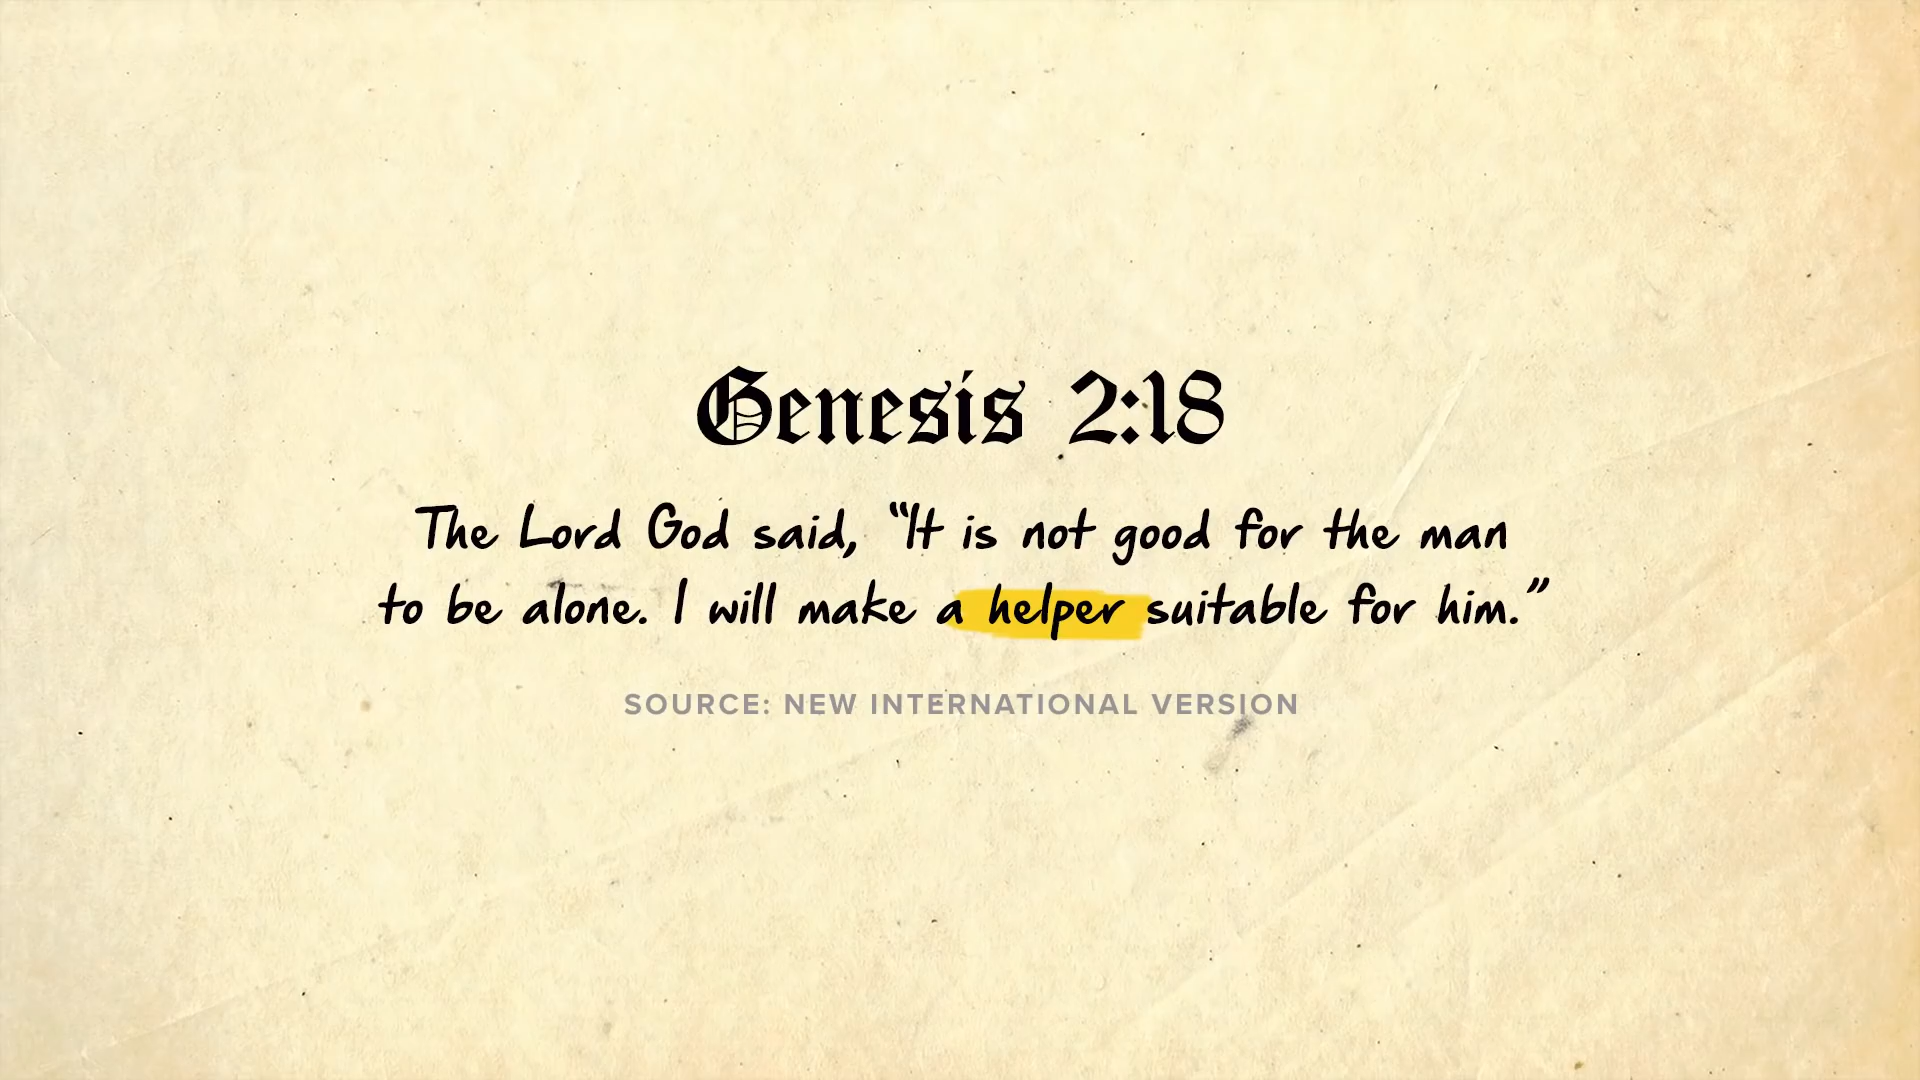 Genesis 2:18
The Lord God said, “It is not good for the man
to be alone. I will make a helper suitable for him.”
SOURCE: NEW INTERNATIONAL VERSION